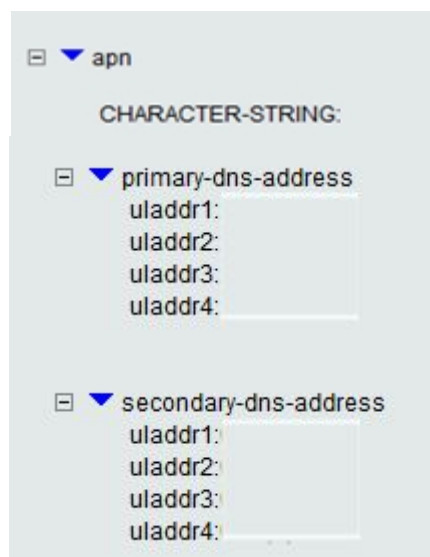 apn
CHARACTER-STRING:
primary-dns-address
uladdr1:
uladdr2:
uladdr3:
uladdr4:
secondary-dns-address
uladdr1:
uladdr2:
uladdr3:
uladdr4: